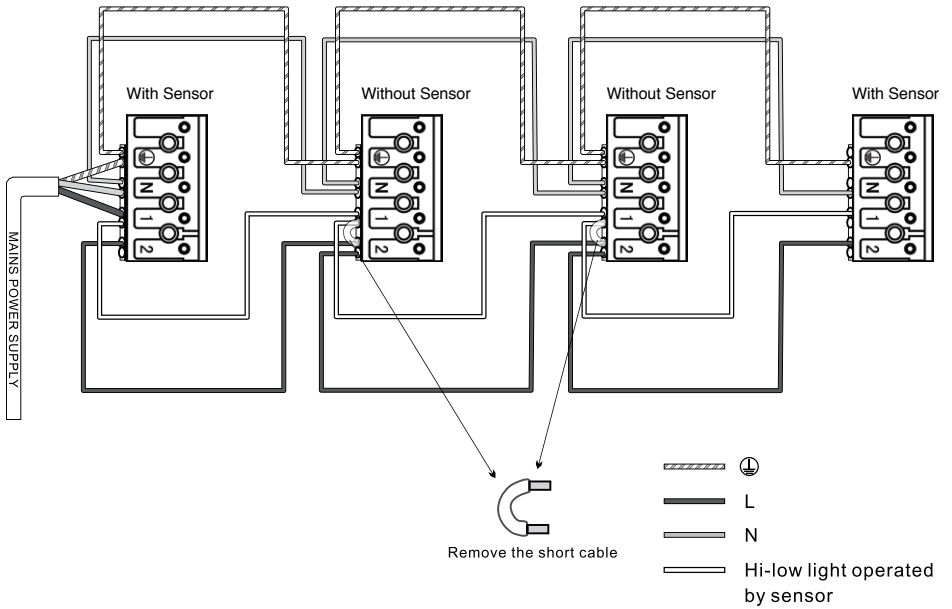 With Sensor
Without Sensor
Without Sensor
With Sensor
N
1
2
N
1
2
N
1
2
N
1
2
MAINS POWER SUPPLY
Remove the short cable
L
N
Hi-low light operated
by sensor